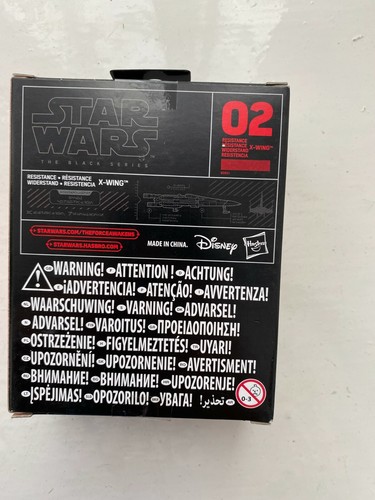 STAR
WARS
THE BLACK SERIES
02
RESISTANCE
RÉSISTANCE
WIDERSTAND
RESISTENCIA
X-WING™
RESISTANCE • RÉSISTANCE
WIDERSTAND • RESISTENCIA
X-WING™
STARWARS.COM/THEFORCEAWAKENS
STARWARS.HASBRO.COM
MADE IN CHINA.
Disney
Hasbro
WARNING! ATTENTION! ACHTUNG!
¡ADVERTENCIA! ATENÇÃO! AVVERTENZA!
WAARSCHUWING! VARNING! ADVARSEL!
ADVARSEL! VAROITUS! ΠΡΟΕΙΔΟΠΟΙΗΣΗ!
OSTRZEŻENIE! FIGYELMEZTETÉS! UYARI!
UPOZORNĚNÍ! UPOZORNENIE! AVERTISMENT!
ВНИМАНИЕ! ВНИМАНИЕ! UPOZORENJE!
ĮSPĖJIMAS! OPOZORILO! УВАГА! تحذير!
0-3